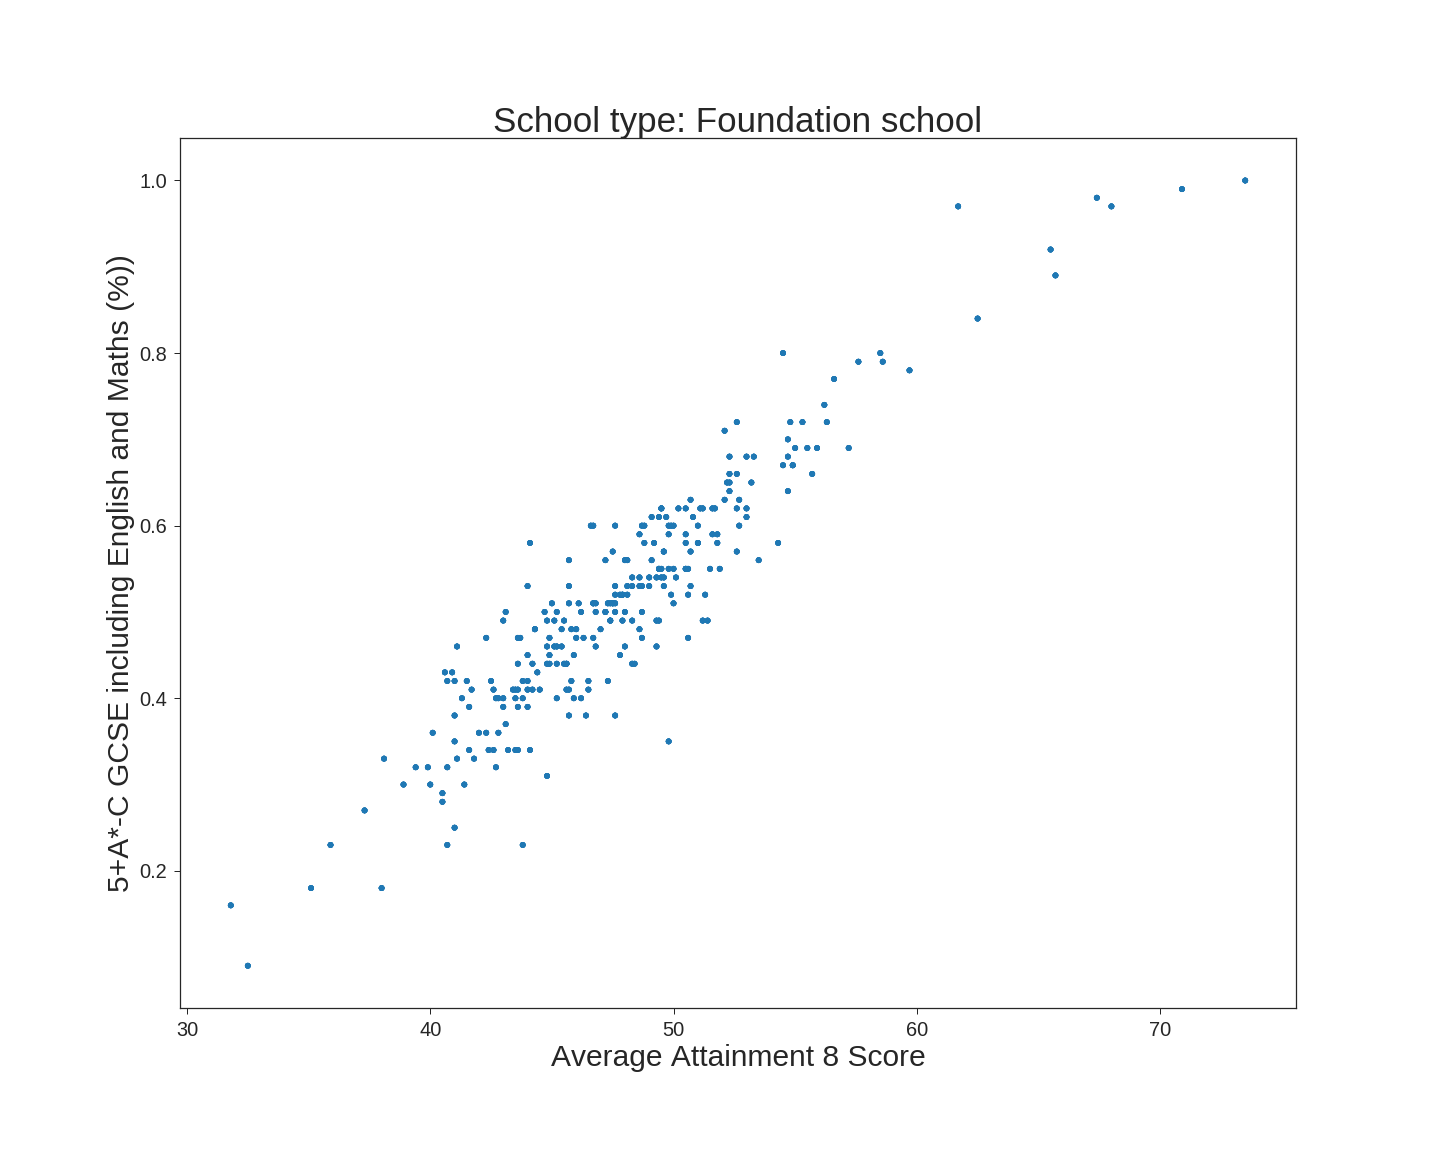 School type: Foundation school
5+A*-C GCSE including English and Maths (%))
1.0
0.8
0.6
0.4
0.2
30 40 50 60 70
Average Attainment 8 Score